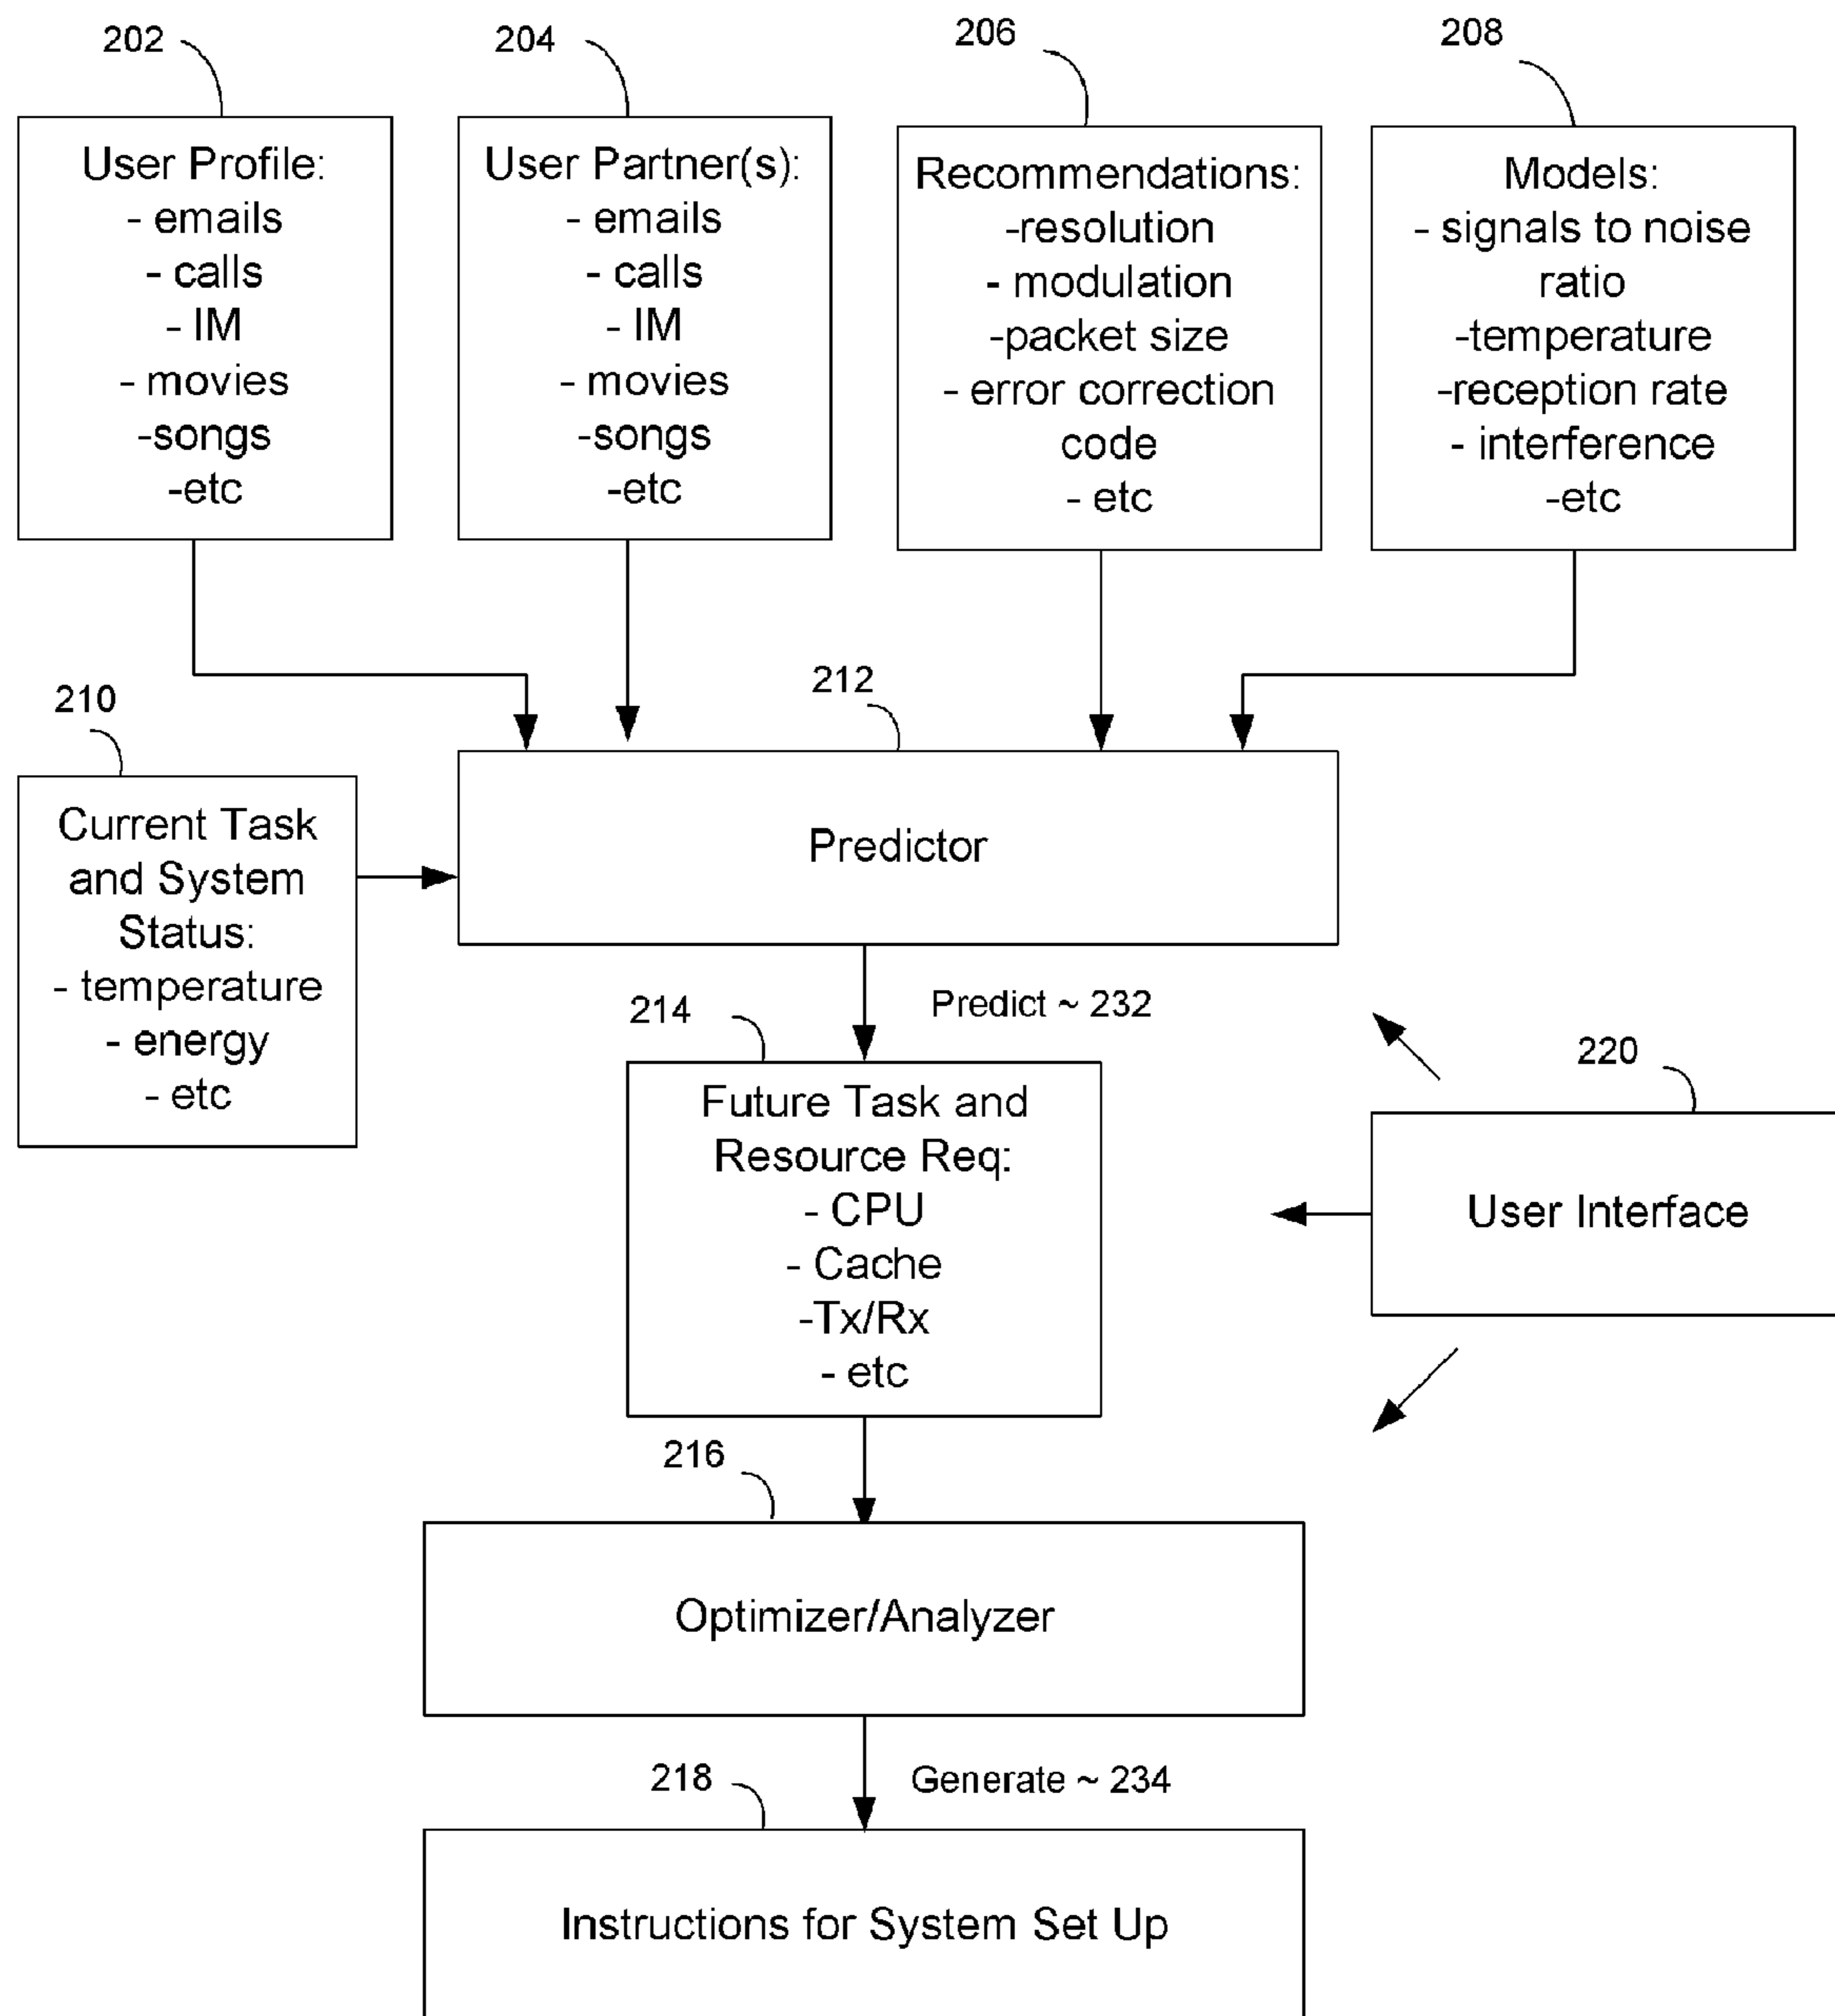 202
204
206
208
User Profile:
- emails
- calls
- IM
- movies
-songs
-etc
User Partner(s):
- emails
- calls
- IM
- movies
-songs
-etc
Recommendations:
-resolution
- modulation
-packet size
- error correction
code
- etc
Models:
- signals to noise
ratio
-temperature
-reception rate
- interference
-etc
210
212
Current Task
and System
Status:
- temperature
- energy
- etc
Predictor
214
Predict ~ 232
220
Future Task and
Resource Req:
- CPU
- Cache
-Tx/Rx
- etc
User Interface
216
Optimizer/Analyzer
218
Generate ~ 234
Instructions for System Set Up